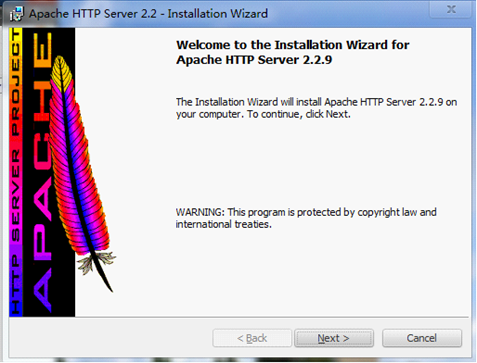 Apache HTTP Server 2.2 - Installation Wizard
HTTP SERVER PROJECT
APACHE
Welcome to the Installation Wizard for
Apache HTTP Server 2.2.9
The Installation Wizard will install Apache HTTP Server 2.2.9 on
your computer. To continue, click Next.
WARNING: This program is protected by copyright law and
international treaties.
< Back
Next >
Cancel